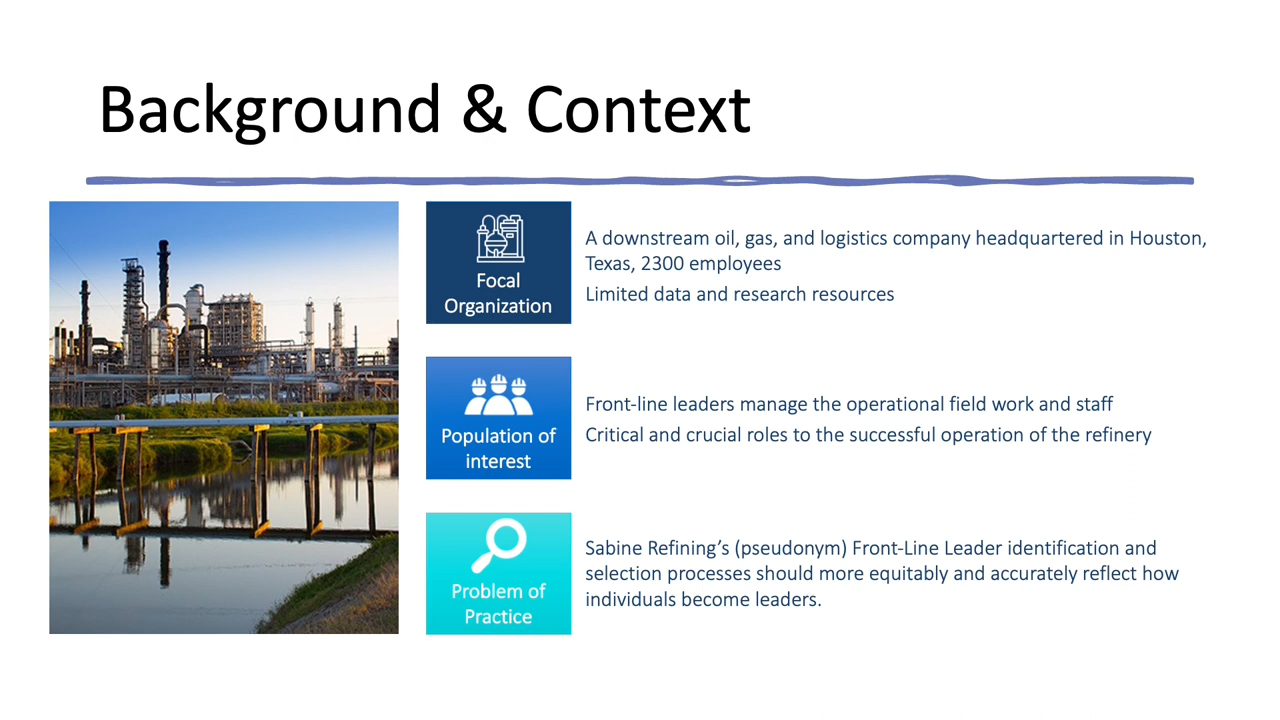 Background & Context
Focal
Organization
A downstream oil, gas, and logistics company headquartered in Houston,
Texas, 2300 employees
Limited data and research resources
Population of
interest
Front-line leaders manage the operational field work and staff
Critical and crucial roles to the successful operation of the refinery
Problem of
Practice
Sabine Refining’s (pseudonym) Front-Line Leader identification and
selection processes should more equitably and accurately reflect how
individuals become leaders.